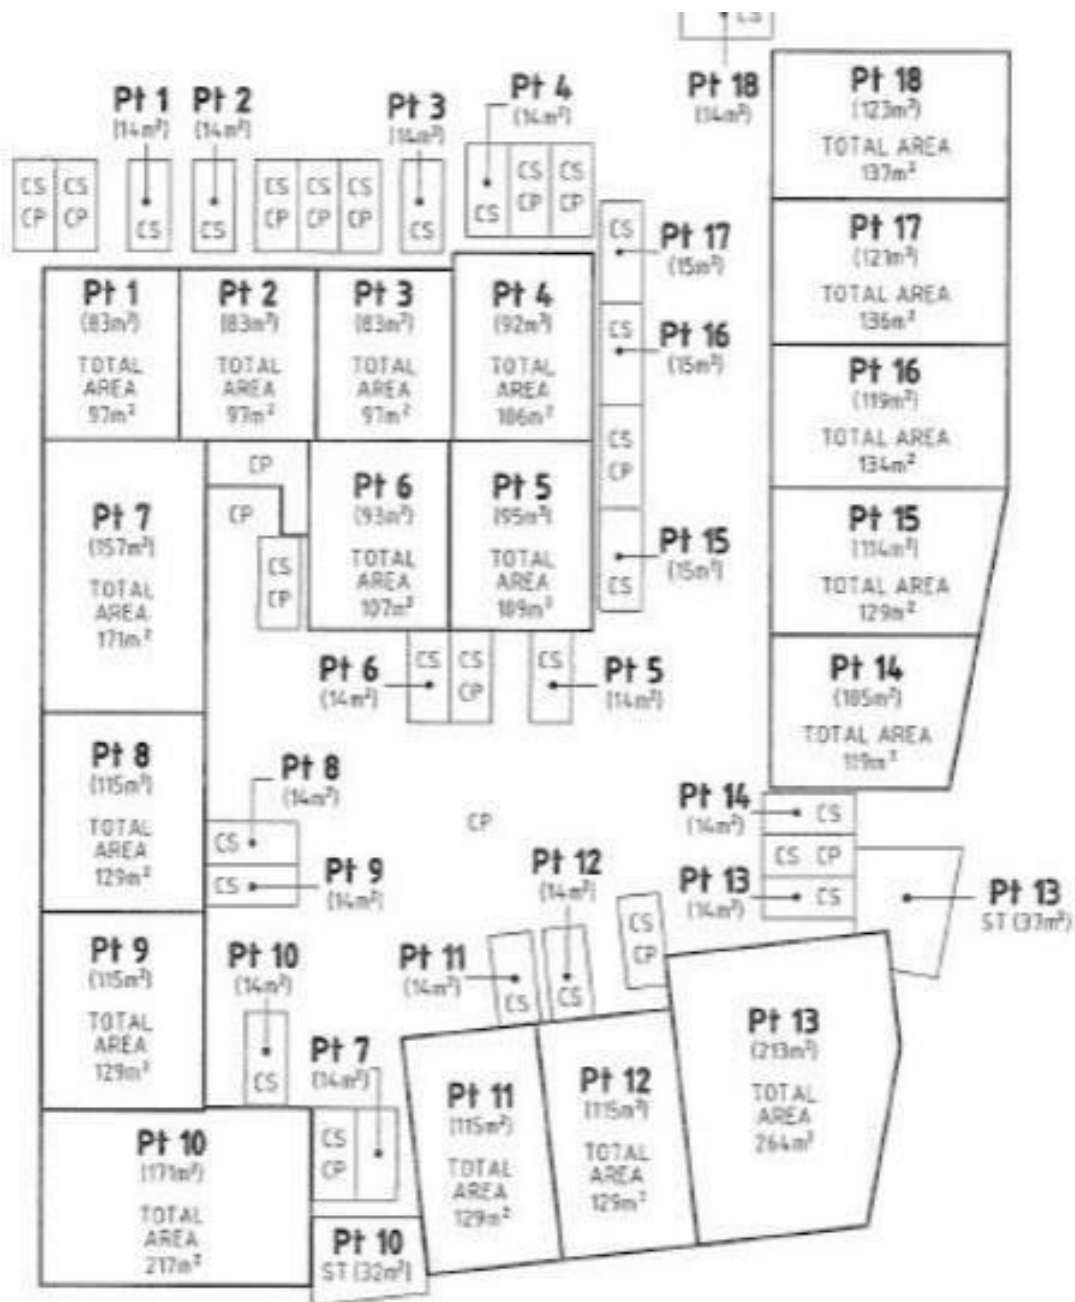 CS
Pt 18
(14m²)
Pt 18
(123m²)
TOTAL AREA
137m²
Pt 1
(14m²)
Pt 2
(14m²)
Pt 3
(14m²)
Pt 4
(14m²)
CS CS
CP CP
CS
CS
CS CS CS
CP CP CP
CS
CS
CS CS
CP CP
CS
Pt 17
(15m²)
Pt 17
(121m²)
TOTAL AREA
136m²
Pt 1
(83m²)
TOTAL
AREA
97m²
Pt 2
(83m²)
TOTAL
AREA
97m²
Pt 3
(83m²)
TOTAL
AREA
97m²
Pt 4
(92m²)
TOTAL
AREA
106m²
CS
Pt 16
(15m²)
Pt 16
(119m²)
TOTAL AREA
134m²
CS
CP
CP
CP
CS
CP
Pt 7
(157m²)
TOTAL
AREA
171m²
Pt 6
(93m²)
TOTAL
AREA
107m²
Pt 5
(95m²)
TOTAL
AREA
109m²
Pt 15
(15m²)
CS
Pt 15
(114m²)
TOTAL AREA
129m²
Pt 6
(14m²)
CS
CS
CP
CS
Pt 5
(14m²)
Pt 14
(105m²)
TOTAL AREA
119m²
Pt 8
(115m²)
TOTAL
AREA
129m²
Pt 8
(14m²)
CS
CS
Pt 9
(14m²)
CP
Pt 14
(14m²)
CS
CS CP
Pt 13
(14m²)
CS
Pt 13
ST (37m²)
Pt 12
(14m²)
CS
CP
Pt 9
(115m²)
TOTAL
AREA
129m²
Pt 10
(14m²)
CS
Pt 11
(14m²)
CS
CS
Pt 7
(14m²)
CS
CP
Pt 11
(115m²)
TOTAL
AREA
129m²
Pt 12
(115m²)
TOTAL
AREA
129m²
Pt 13
(213m²)
TOTAL
AREA
264m²
Pt 10
(171m²)
TOTAL
AREA
217m²
Pt 10
ST (32m²)